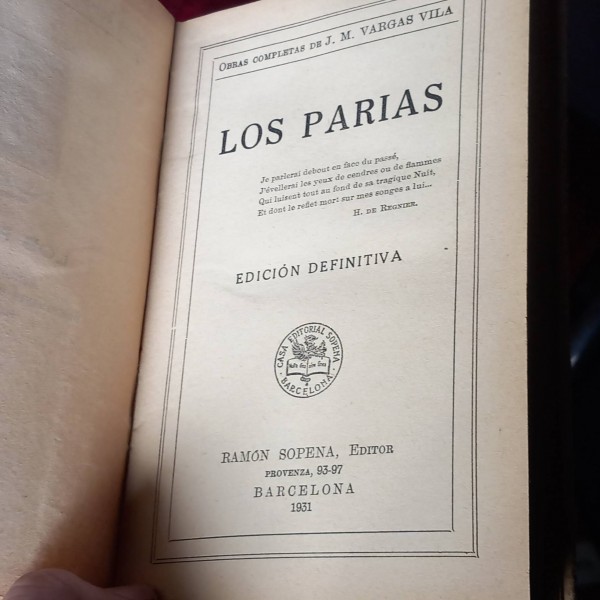 OBRAS COMPLETAS DE J. M. VARGAS VILA
LOS PARIAS
Je parlerai debout en face du passé,
J'éveillerai les yeux de cendres ou de flammes
Qui luisent tout au fond de sa tragique Nuit,
Et dont le reflet mort sur mes songes a lui...
H. DE REGNIER.
EDICIÓN DEFINITIVA
CASA EDITORIAL SOPENA
BARCELONA
RAMÓN SOPENA, EDITOR
PROVENZA, 93-97
BARCELONA
1931